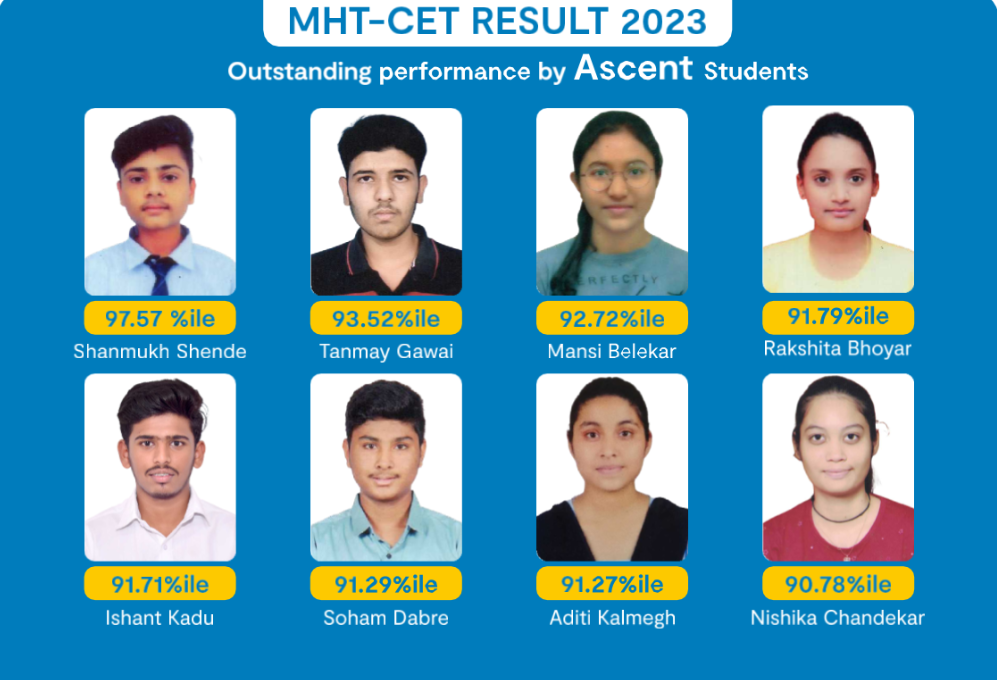 MHT-CET RESULT 2023
Outstanding performance by Ascent Students
PERFECTLY
97.57 %ile
93.52%ile
92.72%ile
91.79%ile
Shanmukh Shende
Tanmay Gawai
Mansi Belekar
Rakshita Bhoyar
91.71%ile
91.29%ile
91.27%ile
90.78%ile
Ishant Kadu
Soham Dabre
Aditi Kalmegh
Nishika Chandekar